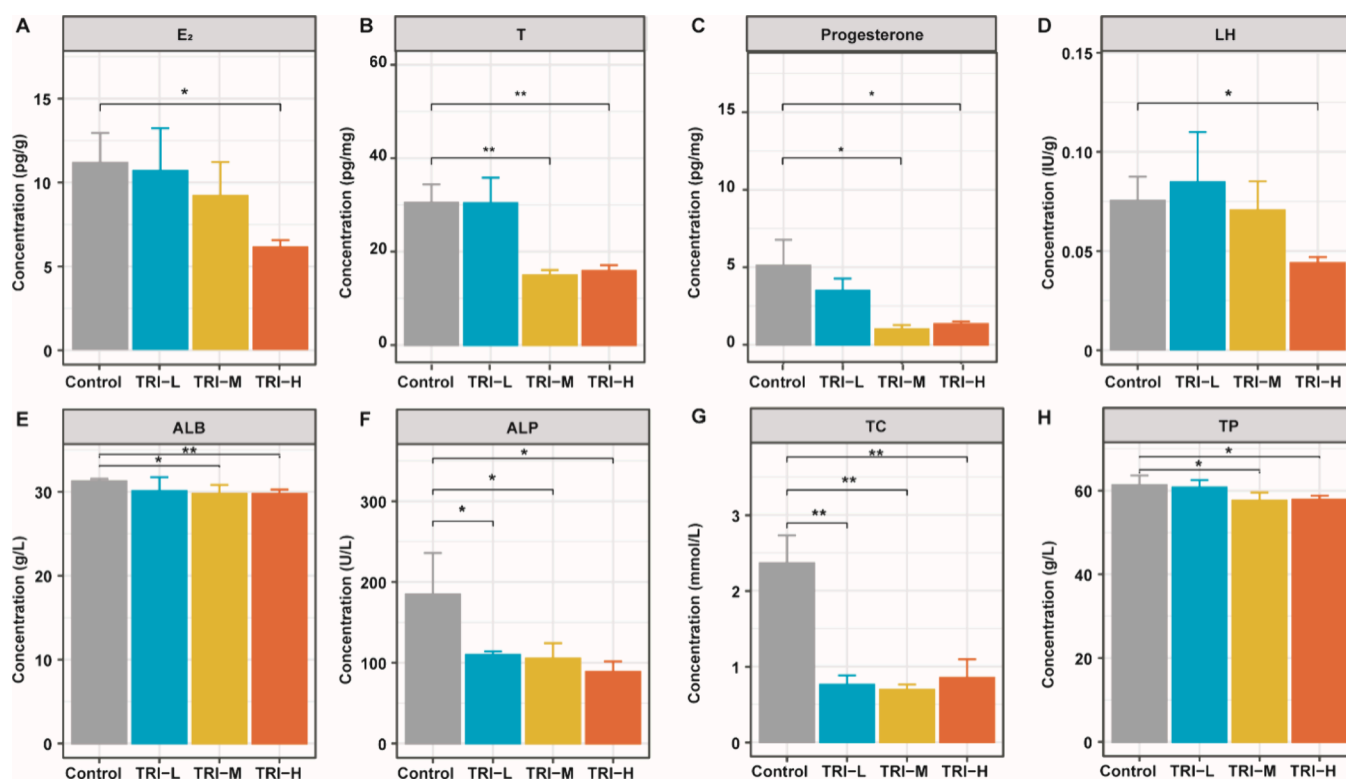 A
E₂
Concentration (pg/g)
15
10
5
0
*
Control TRI-L TRI-M TRI-H
B
T
Concentration (pg/mg)
60
40
20
0
**
**
Control TRI-L TRI-M TRI-H
C
Progesterone
Concentration (pg/mg)
15
15
5
0
*
*
Control TRI-L TRI-M TRI-H
D
LH
Concentration (IU/g)
0.15
0.10
0.05
0
*
Control TRI-L TRI-M TRI-H
E
ALB
Concentration (g/L)
30
30
10
0
**
*
Control TRI-L TRI-M TRI-H
F
ALP
Concentration (U/L)
300
200
100
0
*
*
*
Control TRI-L TRI-M TRI-H
G
TC
Concentration (mmol/L)
3
2
1
0
**
**
**
Control TRI-L TRI-M TRI-H
H
TP
Concentration (g/L)
60
60
20
0
*
*
Control TRI-L TRI-M TRI-H